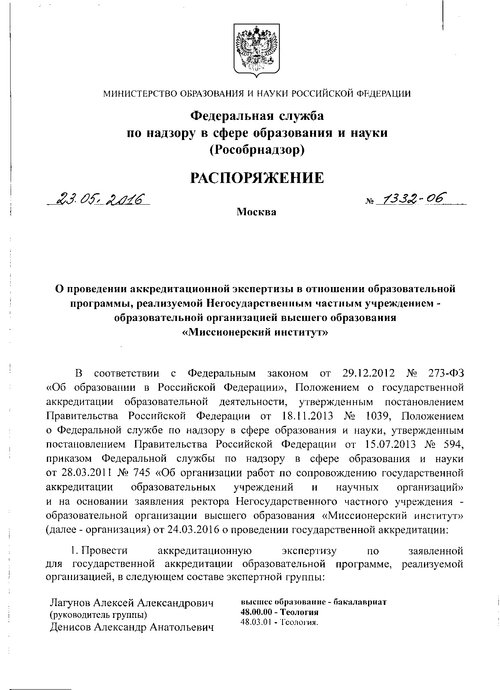 МИНИСТЕРСТВО ОБРАЗОВАНИЯ И НАУКИ РОССИЙСКОЙ ФЕДЕРАЦИИ
Федеральная служба
по надзору в сфере образования и науки
(Рособрнадзор)
РАСПОРЯЖЕНИЕ
23.05.2016 № 1332-06
Москва
О проведении аккредитационной экспертизы в отношении образовательной
программы, реализуемой Негосударственным частным учреждением -
образовательной организацией высшего образования
«Миссионерский институт»
В соответствии с Федеральным законом от 29.12.2012 № 273-ФЗ
«Об образовании в Российской Федерации», Положением о государственной
аккредитации образовательной деятельности, утвержденным постановлением
Правительства Российской Федерации от 18.11.2013 № 1039, Положением
о Федеральной службе по надзору в сфере образования и науки, утвержденным
постановлением Правительства Российской Федерации от 15.07.2013 № 594,
приказом Федеральной службы по надзору в сфере образования и науки
от 28.03.2011 № 745 «Об организации работ по сопровождению государственной
аккредитации образовательных учреждений и научных организаций»
и на основании заявления ректора Негосударственного частного учреждения -
образовательной организации высшего образования «Миссионерский институт»
(далее - организация) от 24.03.2016 о проведении государственной аккредитации:
1. Провести аккредитационную экспертизу по заявленной
для государственной аккредитации образовательной программе, реализуемой
организацией, в следующем составе экспертной группы:
Лагунов Алексей Александрович высшее образование - бакалавриат
(руководитель группы) 48.00.00 - Теология
Денисов Александр Анатольевич 48.03.01 - Теология.